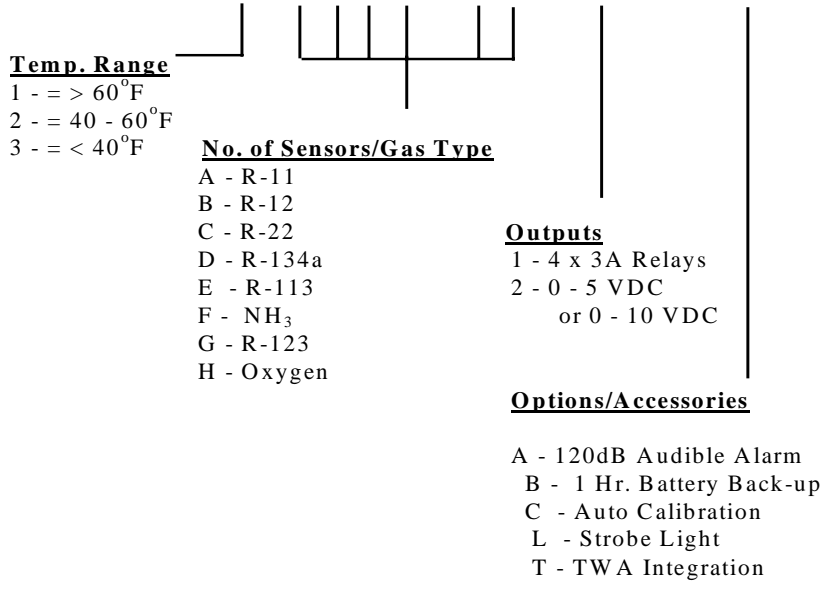 Temp. Range
1 - = > 60°F
2 - = 40 - 60°F
3 - = < 40°F
No. of Sensors/Gas Type
A - R-11
B - R-12
C - R-22
D - R-134a
E - R-113
F - NH₃
G - R-123
H - Oxygen
Outputs
1 - 4 x 3A Relays
2 - 0 - 5 VDC
or 0 - 10 VDC
Options/Accessories
A - 120dB Audible Alarm
B - 1 Hr. Battery Back-up
C - Auto Calibration
L - Strobe Light
T - TWA Integration